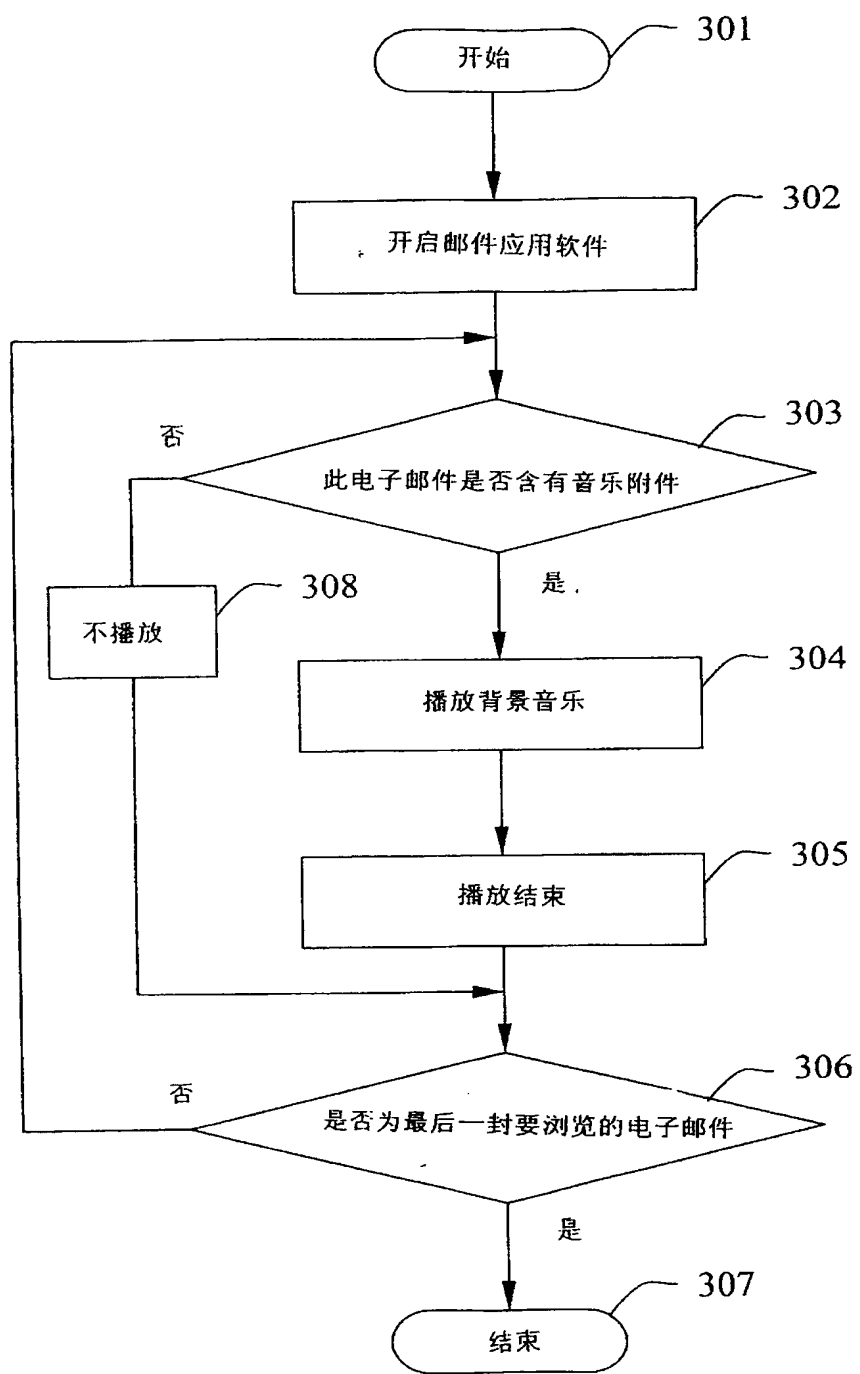 301
开始
302
开启邮件应用软件
303
否
此电子邮件是否含有音乐附件
是
308
不播放
304
播放背景音乐
305
播放结束
306
否
是否为最后一封要浏览的电子邮件
是
307
结束